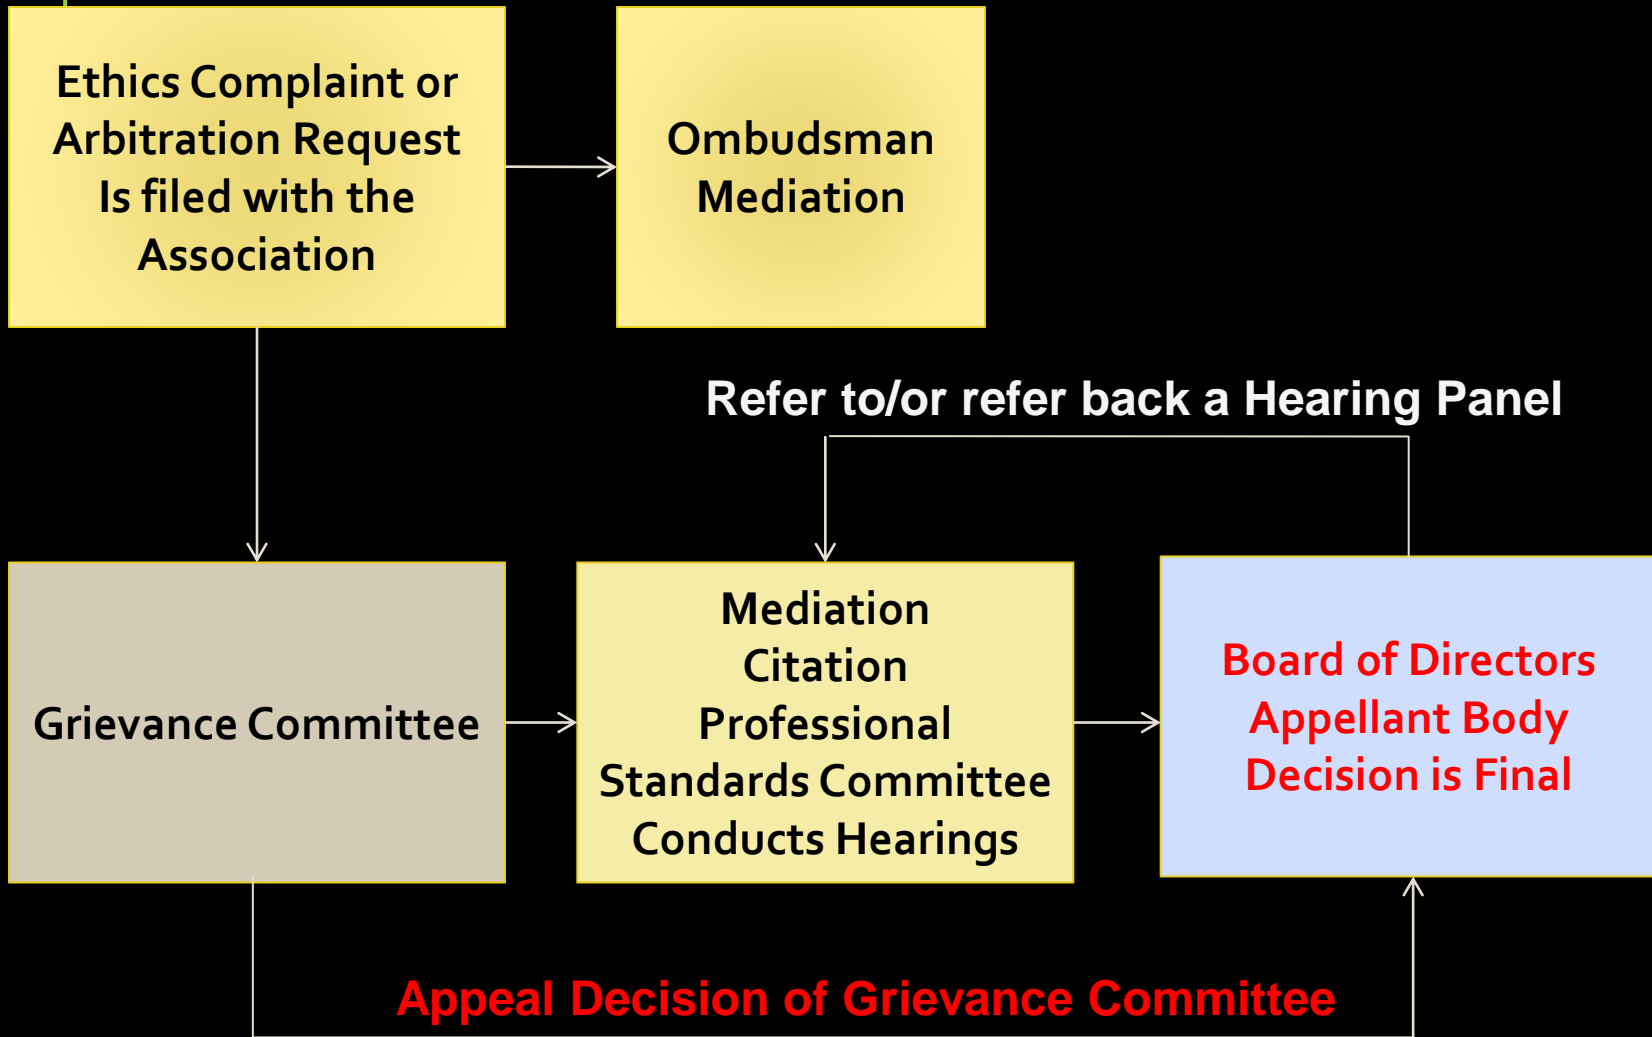 Ethics Complaint or
Arbitration Request
Is filed with the
Association
Ombudsman
Mediation
Refer to/or refer back a Hearing Panel
Grievance Committee
Mediation
Citation
Professional
Standards Committee
Conducts Hearings
Board of Directors
Appellant Body
Decision is Final
Appeal Decision of Grievance Committee